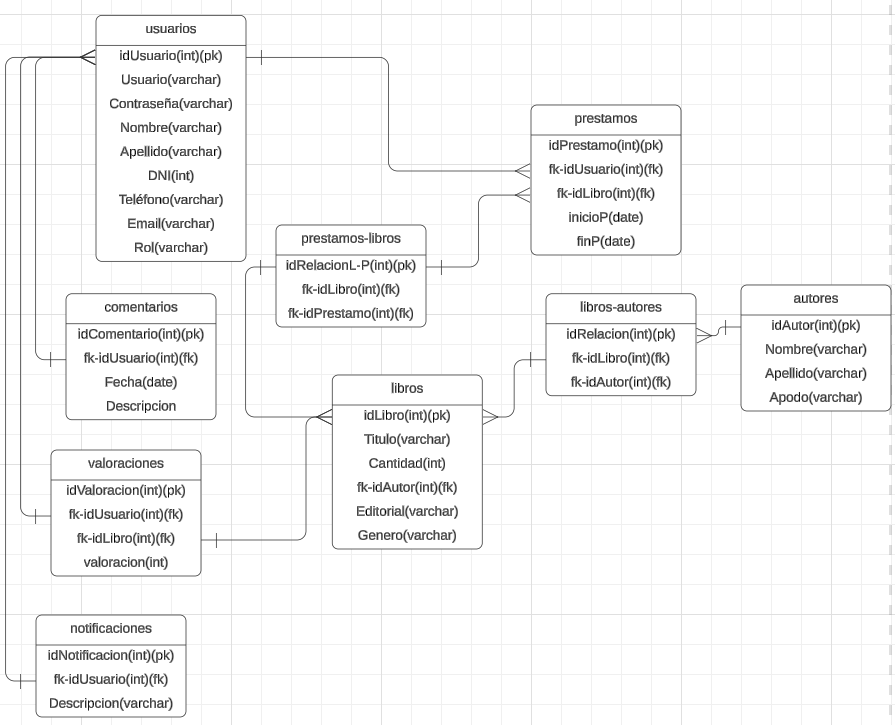 usuarios
idUsuario(int)(pk)
Usuario(varchar)
Contraseña(varchar)
Nombre(varchar)
Apellido(varchar)
DNI(int)
Teléfono(varchar)
Email(varchar)
Rol(varchar)
prestamos
idPrestamo(int)(pk)
fk-idUsuario(int)(fk)
fk-idLibro(int)(fk)
inicioP(date)
finP(date)
prestamos-libros
idRelacionL-P(int)(pk)
fk-idLibro(int)(fk)
fk-idPrestamo(int)(fk)
comentarios
idComentario(int)(pk)
fk-idUsuario(int)(fk)
Fecha(date)
Descripcion
libros-autores
idRelacion(int)(pk)
fk-idLibro(int)(fk)
fk-idAutor(int)(fk)
autores
idAutor(int)(pk)
Nombre(varchar)
Apellido(varchar)
Apodo(varchar)
libros
idLibro(int)(pk)
Titulo(varchar)
Cantidad(int)
fk-idAutor(int)(fk)
Editorial(varchar)
Genero(varchar)
valoraciones
idValoracion(int)(pk)
fk-idUsuario(int)(fk)
fk-idLibro(int)(fk)
valoracion(int)
notificaciones
idNotificacion(int)(pk)
fk-idUsuario(int)(fk)
Descripcion(varchar)